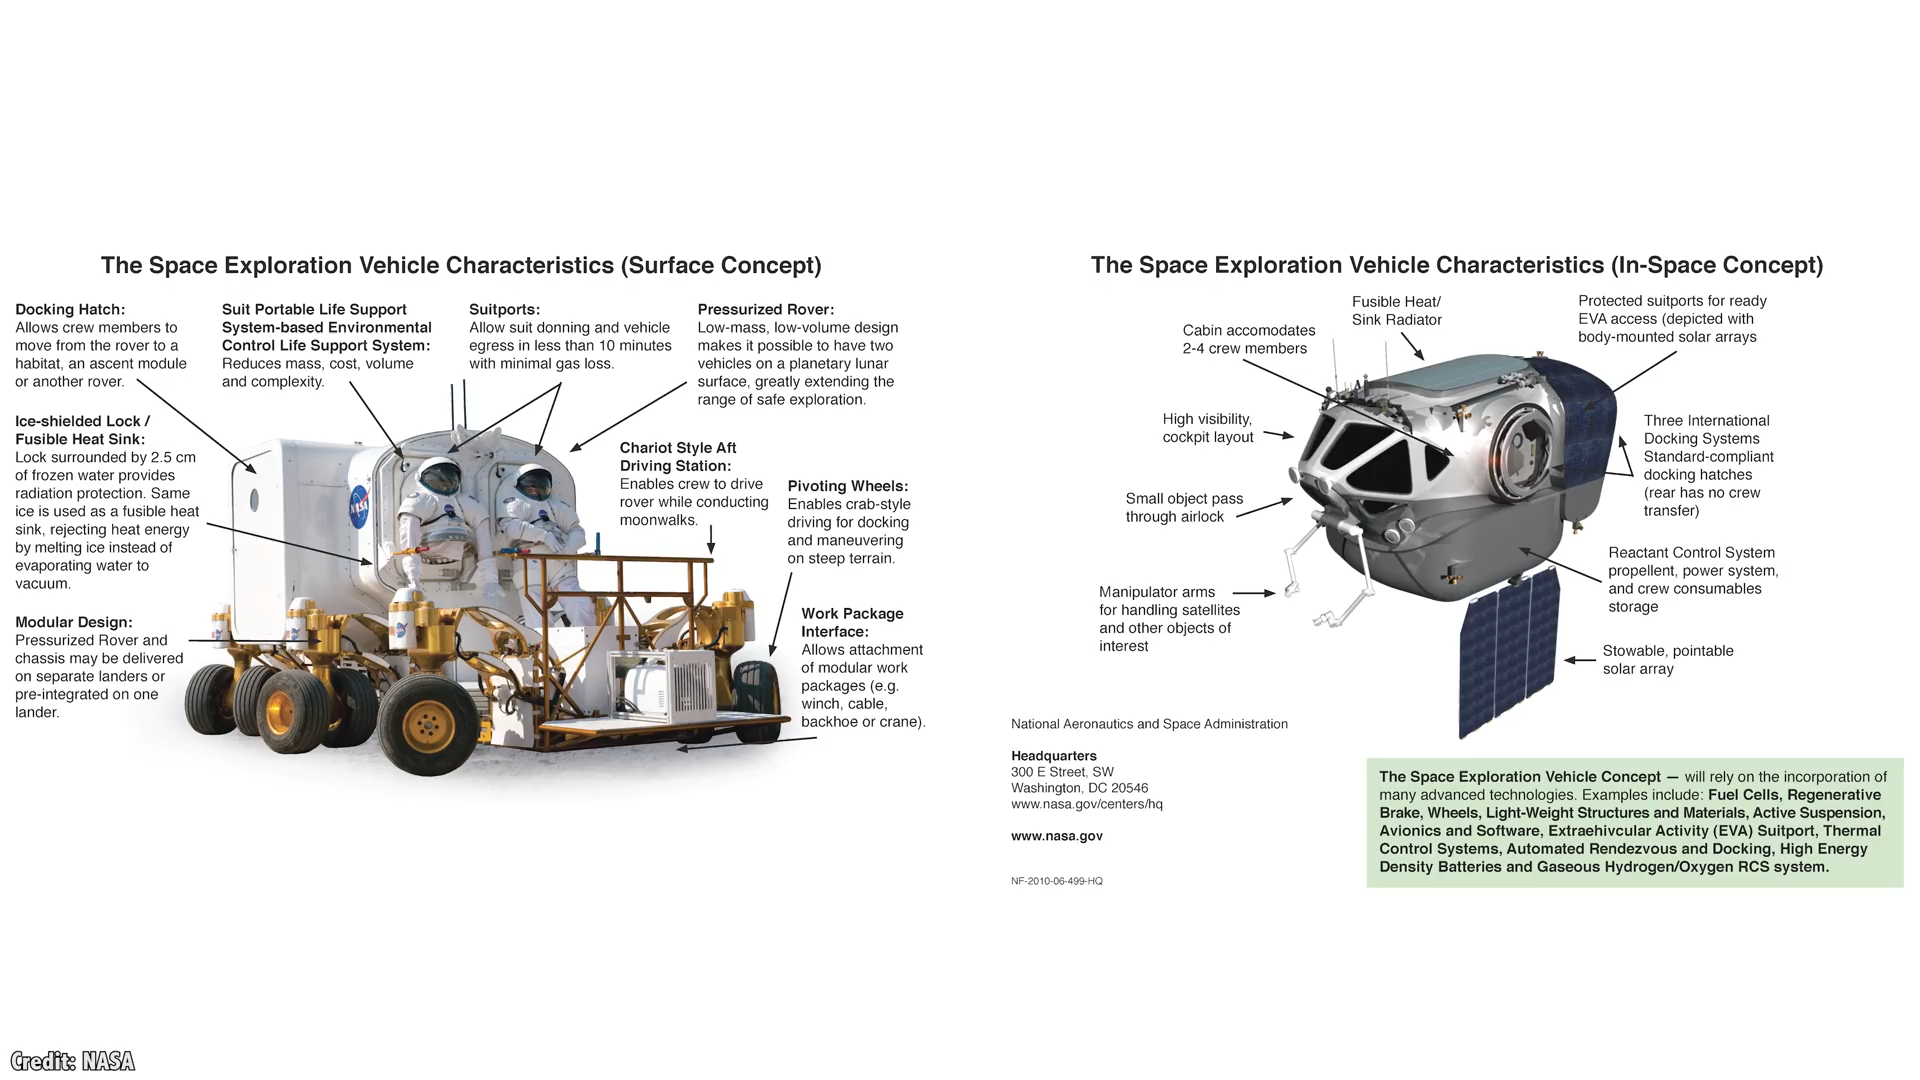 The Space Exploration Vehicle Characteristics (Surface Concept)
Docking Hatch:
Allows crew members to
move from the rover to a
habitat, an ascent module
or another rover.
Suit Portable Life Support
System-based Environmental
Control Life Support System:
Reduces mass, cost, volume
and complexity.
Suitports:
Allow suit donning and vehicle
egress in less than 10 minutes
with minimal gas loss.
Pressurized Rover:
Low-mass, low-volume design
makes it possible to have two
vehicles on a planetary lunar
surface, greatly extending the
range of safe exploration.
Ice-shielded Lock /
Fusible Heat Sink:
Lock surrounded by 2.5 cm
of frozen water provides
radiation protection. Same
ice is used as a fusible heat
sink, rejecting heat energy
by melting ice instead of
evaporating water to
vacuum.
Chariot Style Aft
Driving Station:
Enables crew to drive
rover while conducting
moonwalks.
Pivoting Wheels:
Enables crab-style
driving for docking
and maneuvering
on steep terrain.
Modular Design:
Pressurized Rover and
chassis may be delivered
on separate landers or
pre-integrated on one
lander.
Work Package
Interface:
Allows attachment
of modular work
packages (e.g.
winch, cable,
backhoe or crane).
NASA
The Space Exploration Vehicle Characteristics (In-Space Concept)
Fusible Heat/
Sink Radiator
Protected suitports for ready
EVA access (depicted with
body-mounted solar arrays
Cabin accomodates
2-4 crew members
High visibility,
cockpit layout
Three International
Docking Systems
Standard-compliant
docking hatches
(rear has no crew
transfer)
Small object pass
through airlock
Reactant Control System
propellent, power system,
and crew consumables
storage
Manipulator arms
for handling satellites
and other objects of
interest
Stowable, pointable
solar array
National Aeronautics and Space Administration
Headquarters
300 E Street, SW
Washington, DC 20546
www.nasa.gov/centers/hq
www.nasa.gov
NF-2010-06-499-HQ
The Space Exploration Vehicle Concept — will rely on the incorporation of
many advanced technologies. Examples include: Fuel Cells, Regenerative
Brake, Wheels, Light-Weight Structures and Materials, Active Suspension,
Avionics and Software, Extraehivcular Activity (EVA) Suitport, Thermal
Control Systems, Automated Rendezvous and Docking, High Energy
Density Batteries and Gaseous Hydrogen/Oxygen RCS system.
Credit: NASA